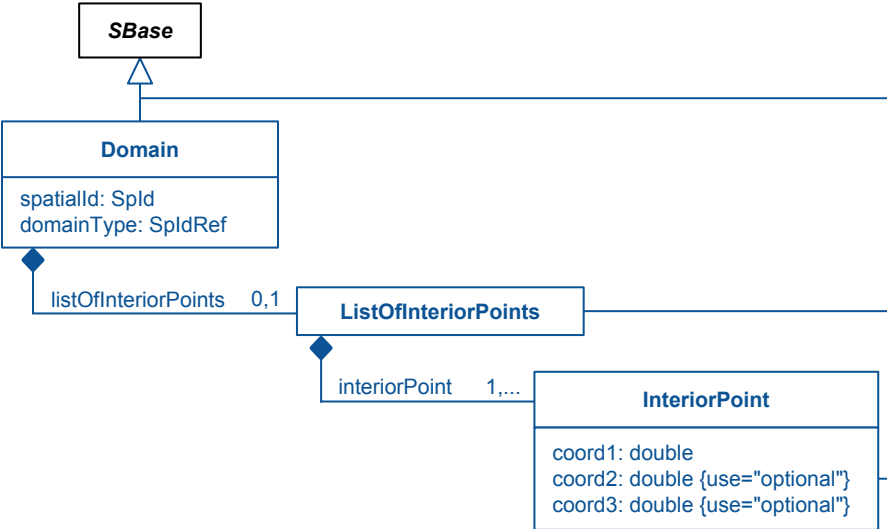 SBase
Domain
spatialId: SpId
domainType: SpIdRef
listOfInteriorPoints 0,1
ListOfInteriorPoints
interiorPoint 1,...
InteriorPoint
coord1: double
coord2: double {use="optional"}
coord3: double {use="optional"}